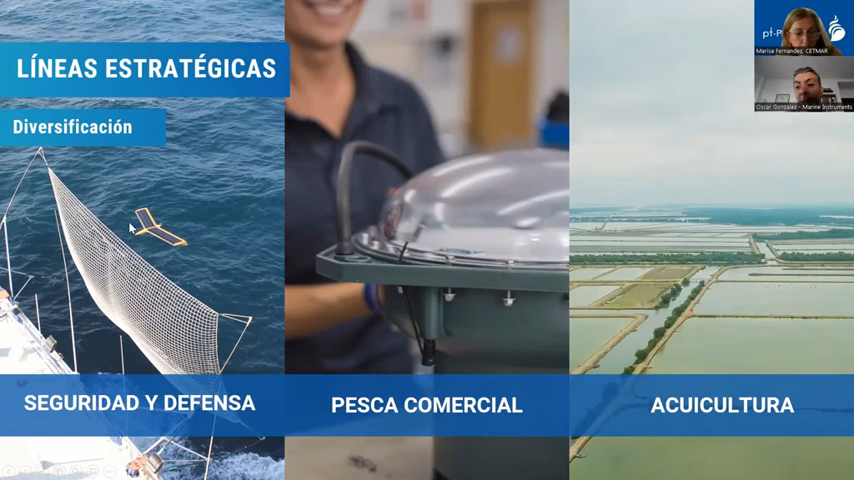 LÍNEAS ESTRATÉGICAS
Diversificación
SEGURIDAD Y DEFENSA
PESCA COMERCIAL
ACUICULTURA
Marisa Fernandez, CETMAR
Oscar Gonzalez - Marine Instruments